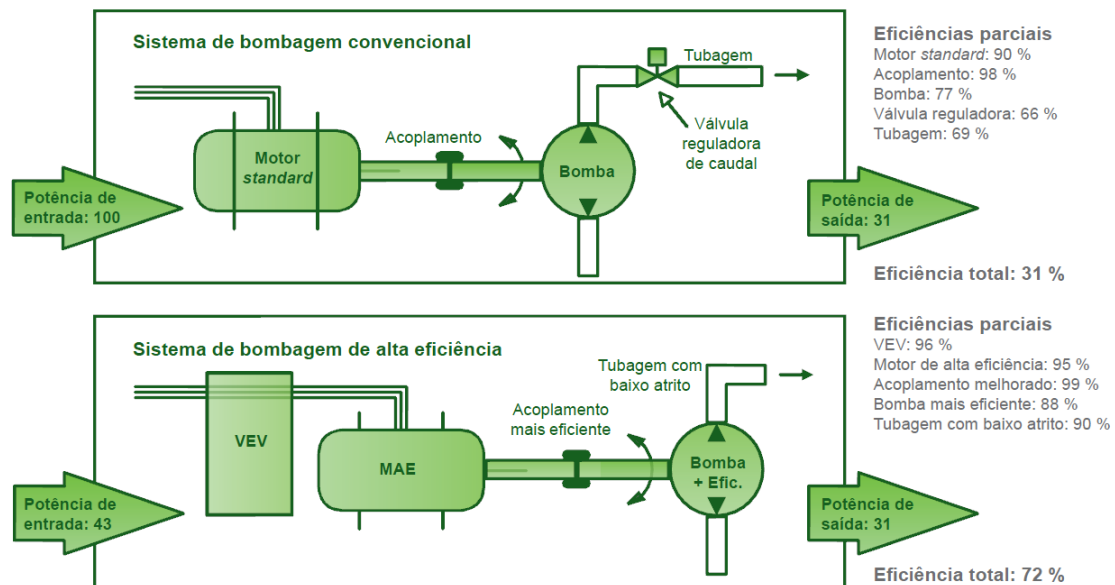 Sistema de bombagem convencional
Tubagem
Acoplamento
Válvula
reguladora
de caudal
Motor
standard
Bomba
Potência de
entrada: 100
Potência de
saída: 31
Eficiências parciais
Motor standard: 90 %
Acoplamento: 98 %
Bomba: 77 %
Válvula reguladora: 66 %
Tubagem: 69 %
Eficiência total: 31 %
Sistema de bombagem de alta eficiência
Tubagem com
baixo atrito
Acoplamento
mais eficiente
VEV
MAE
Bomba
+ Efic.
Potência de
entrada: 43
Potência de
saída: 31
Eficiências parciais
VEV: 96 %
Motor de alta eficiência: 95 %
Acoplamento melhorado: 99 %
Bomba mais eficiente: 88 %
Tubagem com baixo atrito: 90 %
Eficiência total: 72 %